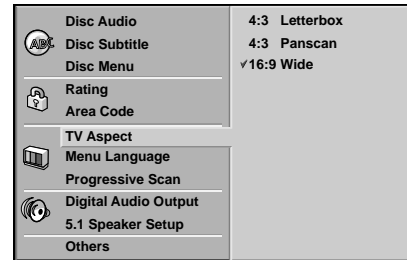 Disc Audio
Disc Subtitle
Disc Menu
Rating
Area Code
TV Aspect
Menu Language
Progressive Scan
Digital Audio Output
5.1 Speaker Setup
Others
4:3 Letterbox
4:3 Panscan
✓16:9 Wide
ABC